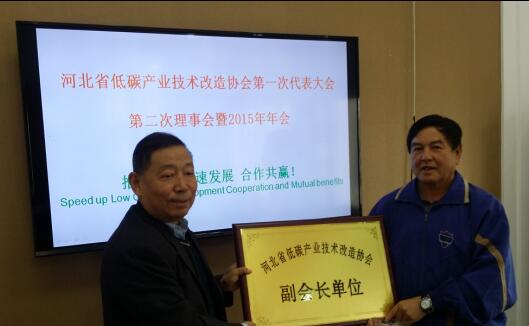 河北省低碳产业技术改造协会第一次代表大会
第二次理事会暨2015年年会
速发展 合作共赢！
Speed up Low Cooperation and Mutual benefits
河北省低碳产业技术改造协会
副会长单位